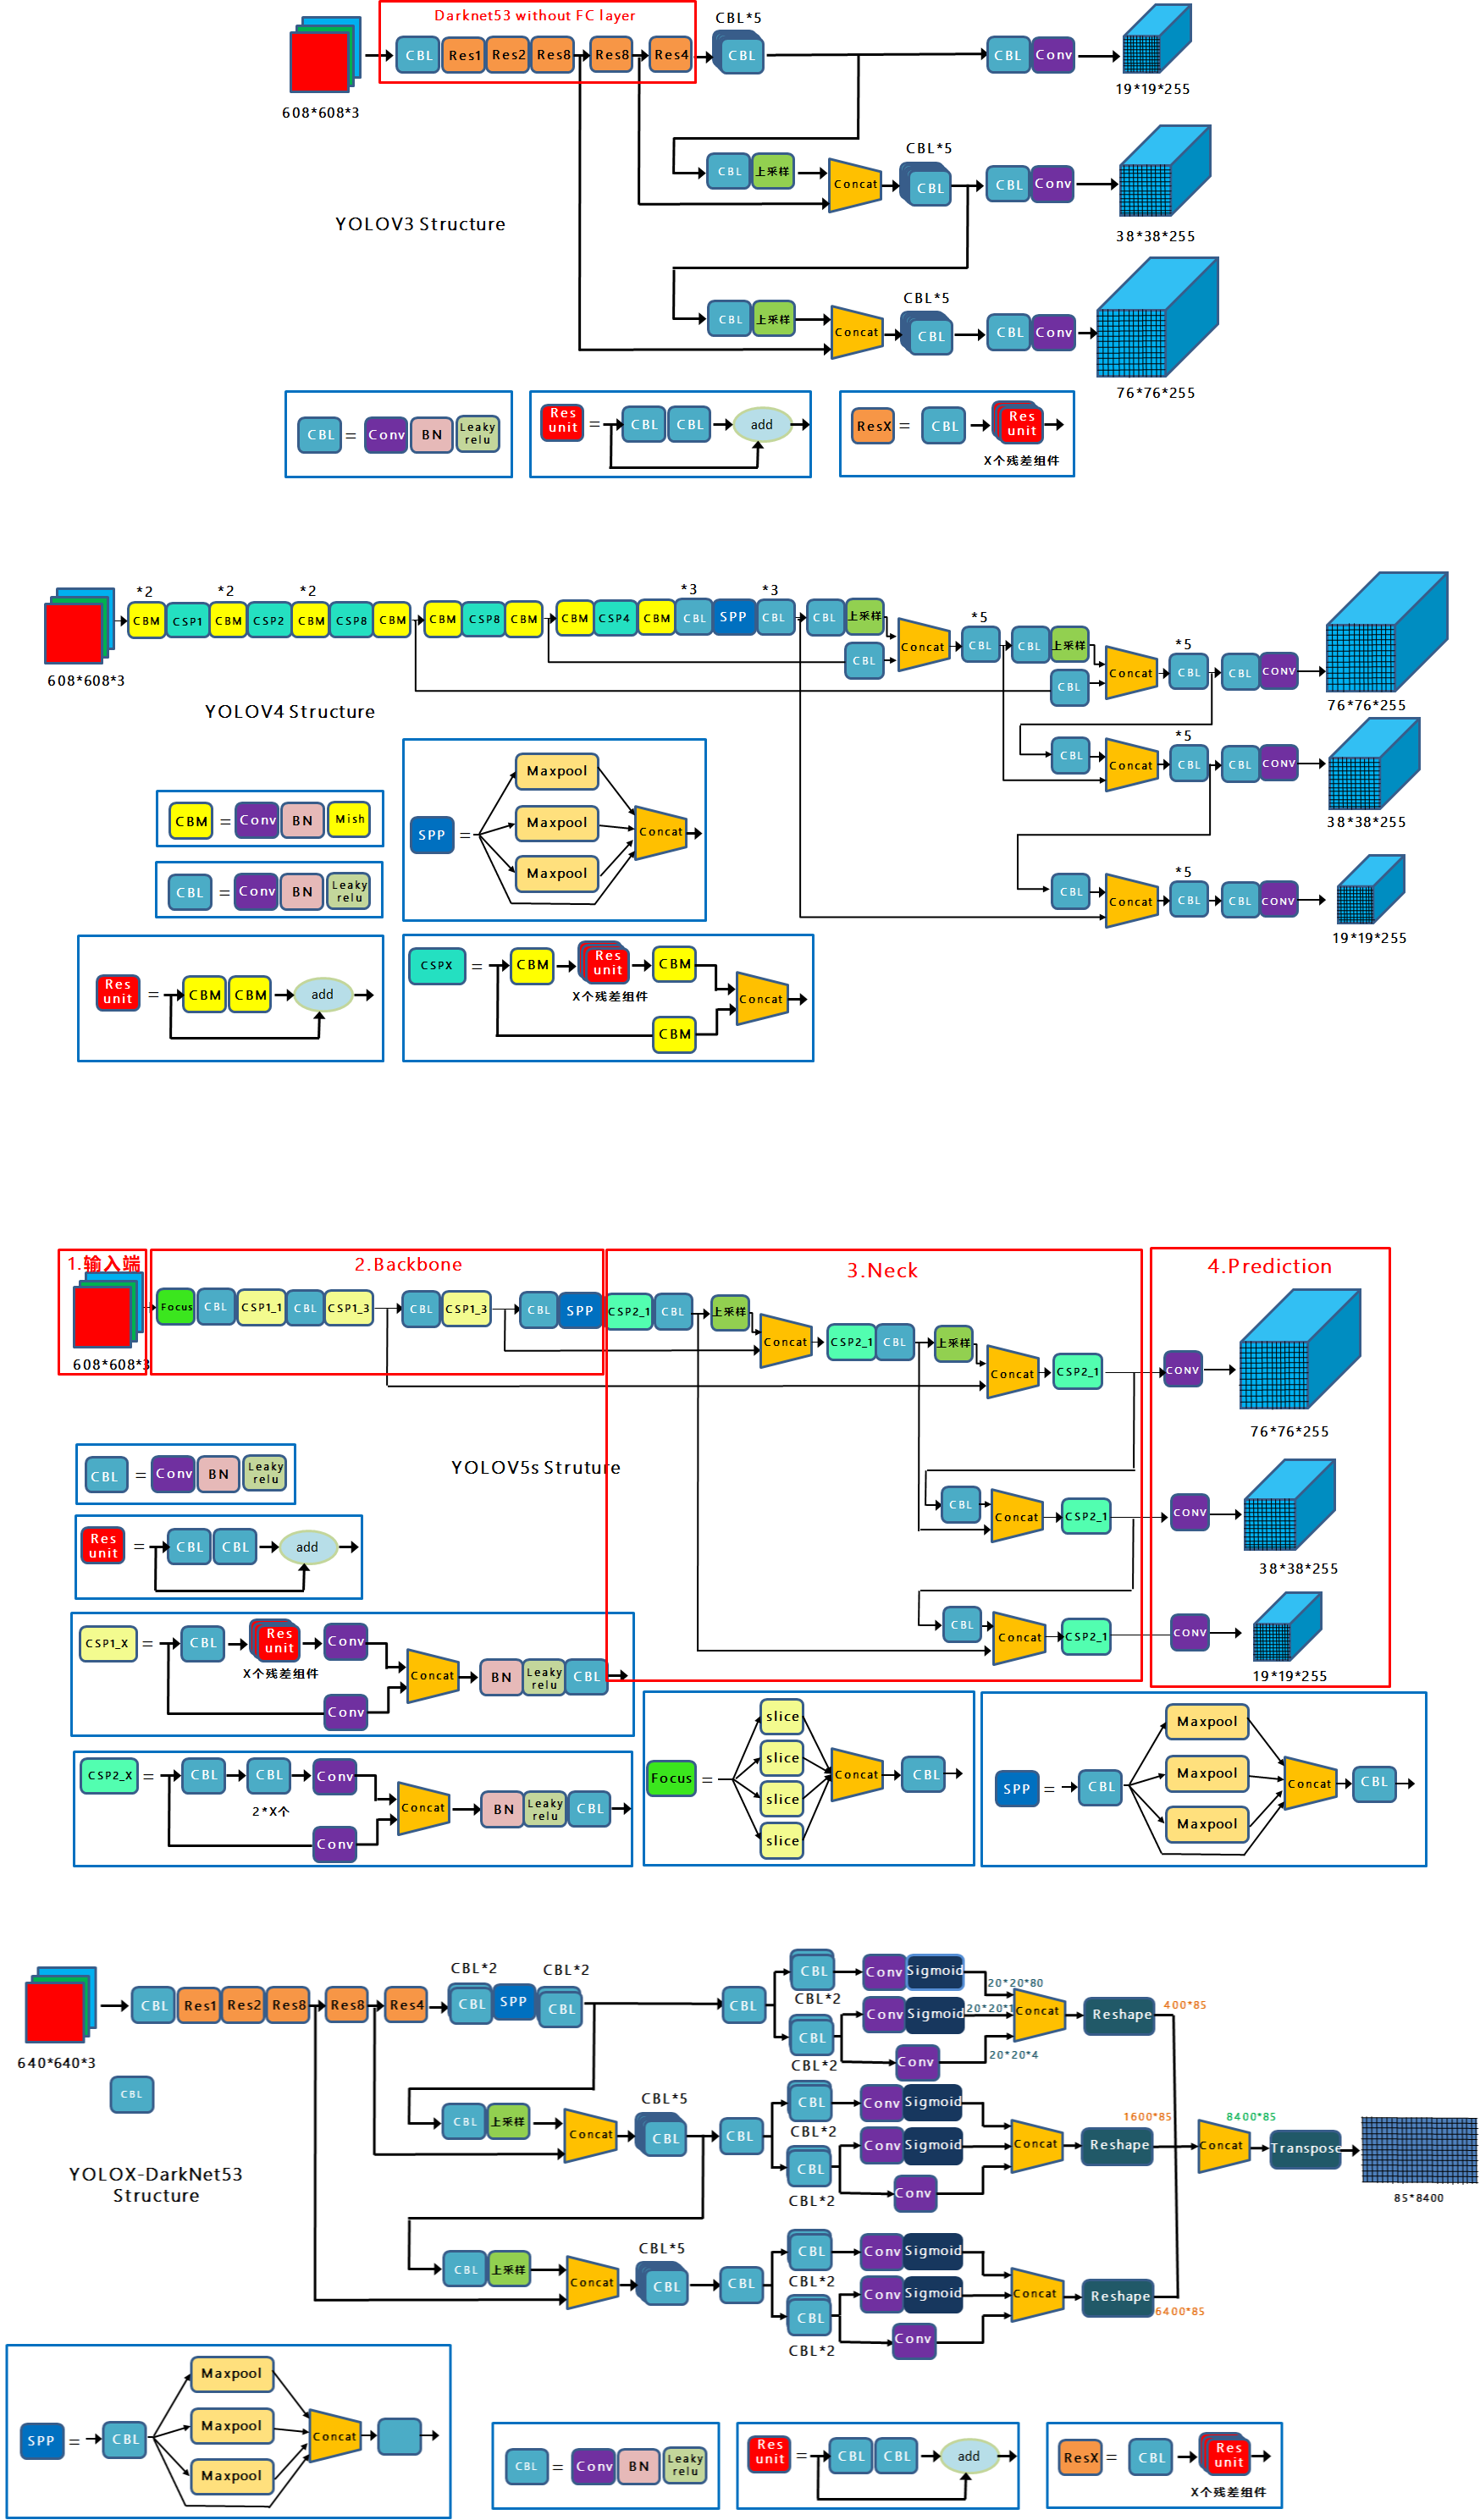 Darknet53 without FC layer
CBL*5
CBL Res1 Res2 Res8 Res8 Res4 CBL CBL Conv
608*608*3
19*19*255
CBL*5
CBL 上采样 Concat CBL CBL Conv
YOLOV3 Structure
38*38*255
CBL*5
CBL 上采样 Concat CBL CBL Conv
76*76*255
CBL = Conv BN Leaky relu
Res unit = CBL CBL add
ResX = CBL Res unit
X个残差组件
*2 *2 *2 *3 *3
CBM CSP1 CBM CSP2 CBM CSP8 CBM CBM CSP8 CBM CBM CSP4 CBM CBL SPP CBL CBL 上采样
*5
CBL Concat CBL CBL 上采样
608*608*3
*5
CBL Concat CBL CBL CONV
76*76*255
YOLOV4 Structure
*5
CBL Concat CBL CBL CONV
38*38*255
*5
CBL Concat CBL CBL CONV
19*19*255
SPP = Maxpool Maxpool Maxpool Concat
CBM = Conv BN Mish
CBL = Conv BN Leaky relu
Res unit = CBM CBM add
CSPX = CBM Res unit CBM Concat
X个残差组件
CBM
1.输入端
2.Backbone
3.Neck
4.Prediction
Focus CBL CSP1_1 CBL CSP1_3 CBL CSP1_3 CBL SPP CSP2_1 CBL 上采样
608*608*3
Concat CSP2_1 CBL 上采样
Concat CSP2_1 CONV
76*76*255
YOLOV5s Struture
CBL Concat CSP2_1 CONV
38*38*255
CBL Concat CSP2_1 CONV
19*19*255
CBL = Conv BN Leaky relu
Res unit = CBL CBL add
CSP1_X = CBL Res unit Conv Concat BN Leaky relu CBL
X个残差组件
Conv
CSP2_X = CBL CBL Conv Concat BN Leaky relu CBL
2*X个
Conv
Focus = slice slice slice slice Concat CBL
SPP = CBL Maxpool Maxpool Maxpool Concat CBL
CBL*2 CBL*2
CBL Res1 Res2 Res8 Res8 Res4 CBL SPP CBL CBL
640*640*3
CBL
CBL Conv Sigmoid 20*20*80
CBL*2
Conv Sigmoid 20*20*1 Concat Reshape 400*85
CBL
CBL*2
Conv 20*20*4
CBL*5
CBL 上采样 Concat CBL CBL
CBL Conv Sigmoid
CBL*2
Conv Sigmoid Concat Reshape 1600*85
CBL
CBL*2
Conv
8400*85
Concat Transpose
85*8400
YOLOX-DarkNet53
Structure
CBL*5
CBL 上采样 Concat CBL CBL
CBL Conv Sigmoid
CBL*2
Conv Sigmoid Concat Reshape
6400*85
CBL
CBL*2
Conv
SPP = CBL Maxpool Maxpool Maxpool Concat
CBL = Conv BN Leaky relu
Res unit = CBL CBL add
ResX = CBL Res unit
X个残差组件